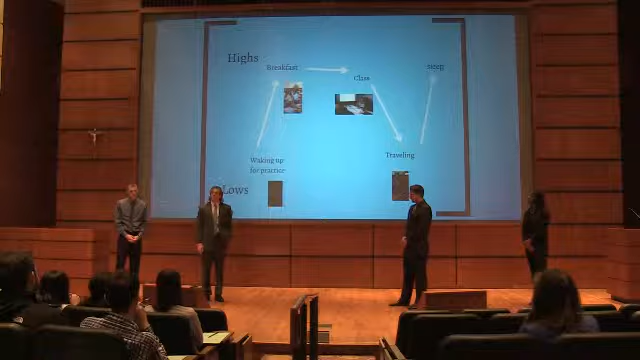 Highs
Breakfast
Class
Sleep
Waking up
for practice
Traveling
Lows